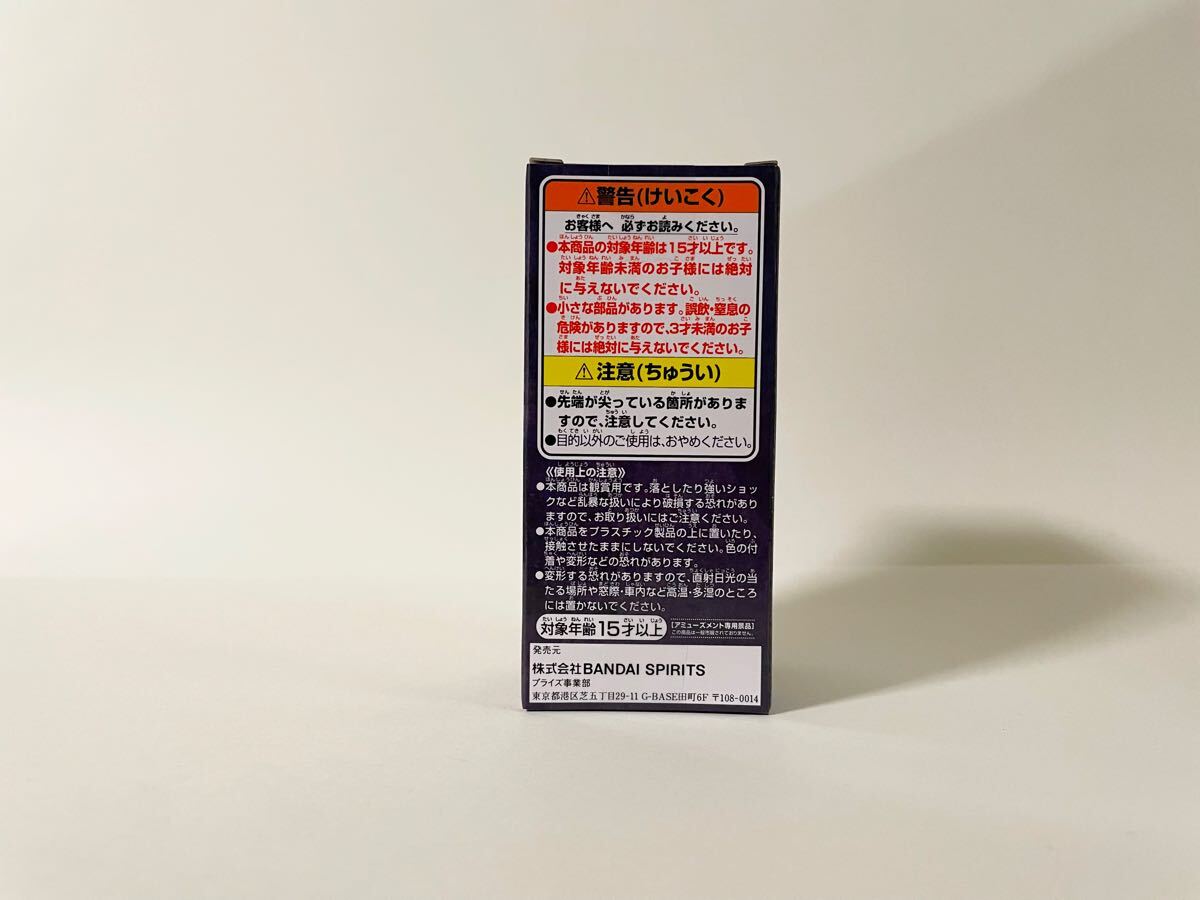 ⚠警告(けいこく)
お客様へ 必ずお読みください。
●本商品の対象年齢は15才以上です。
対象年齢未満のお子様には絶対
に与えないでください。
●小さな部品があります。誤飲・窒息の
危険がありますので、3才未満のお子
様には絶対に与えないでください。
⚠注意(ちゅうい)
●先端が尖っている箇所がありま
すので、注意してください。
●目的以外のご使用は、おやめください。
《使用上の注意》
●本商品は観賞用です。落としたり強いショッ
クなど乱暴な扱いにより破損する恐れがあり
ますので、お取り扱いにはご注意ください。
●本商品をプラスチック製品の上に置いたり、
接触させたままにしないでください。色の付
着や変形などの恐れがあります。
●変形する恐れがありますので、直射日光の当
たる場所や窓際・車内など高温・多湿のところ
には置かないでください。
対象年齢15才以上
[アミューズメント専用景品]
この商品は一般市販されておりません。
発売元
株式会社BANDAI SPIRITS
プライズ事業部
東京都港区芝五丁目29-11 G-BASE田町6F 〒108-0014